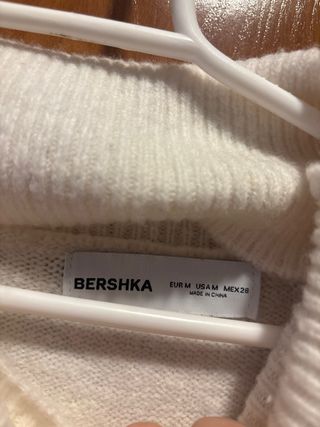 BERSHKA
EUR M USA M MEX 28
MADE IN CHINA